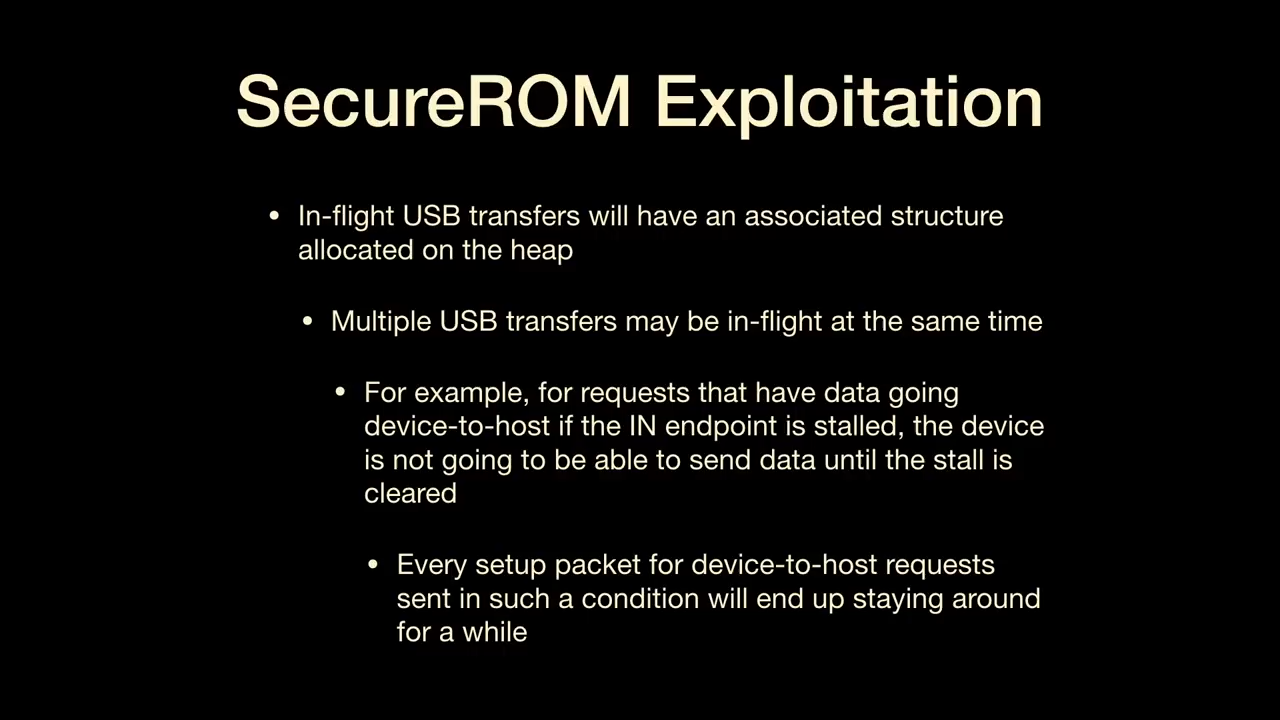 SecureROM Exploitation
• In-flight USB transfers will have an associated structure
allocated on the heap
• Multiple USB transfers may be in-flight at the same time
• For example, for requests that have data going
device-to-host if the IN endpoint is stalled, the device
is not going to be able to send data until the stall is
cleared
• Every setup packet for device-to-host requests
sent in such a condition will end up staying around
for a while